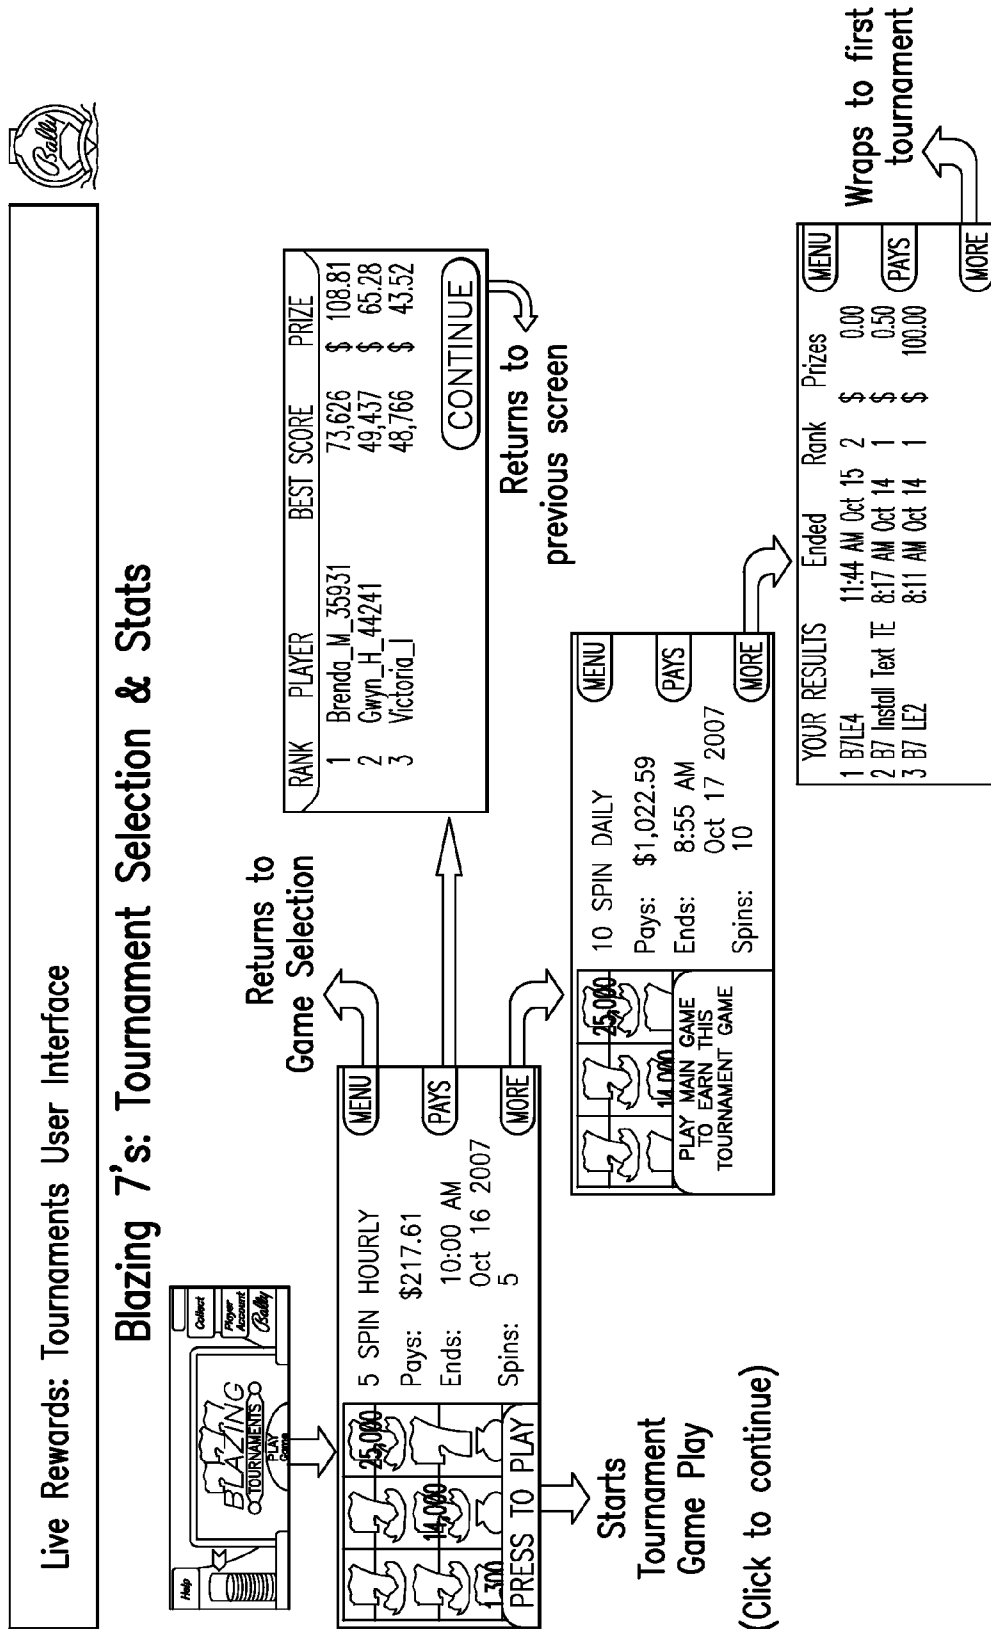 Live Rewards: Tournaments User Interface
Bally
Blazing 7's: Tournament Selection & Stats
Help
BLAZING
TOURNAMENTS
PLAY
Game
Collect
Player
Account
Bally
25,000
14,000
1,300
PRESS TO PLAY
5 SPIN HOURLY
Pays: $217.61
Ends: 10:00 AM
Oct 16 2007
Spins: 5
MENU
PAYS
MORE
Returns to
Game Selection
RANK PLAYER BEST SCORE PRIZE
1 Brenda_M_35931 73,626 $ 108.81
2 Gwyn_H_44241 49,437 $ 65.28
3 Victoria_I 48,766 $ 43.52
CONTINUE
Returns to
previous screen
Starts
Tournament
Game Play
(Click to continue)
25,000
14,000
PLAY MAIN GAME
TO EARN THIS
TOURNAMENT GAME
10 SPIN DAILY
Pays: $1,022.59
Ends: 8:55 AM
Oct 17 2007
Spins: 10
MENU
PAYS
MORE
YOUR RESULTS Ended Rank Prizes
1 B7LE4 11:44 AM Oct 15 2 $ 0.00
2 B7 Install Text TE 8:17 AM Oct 14 1 $ 0.50
3 B7 LE2 8:11 AM Oct 14 1 $ 100.00
MENU
PAYS
MORE
Wraps to first
tournament